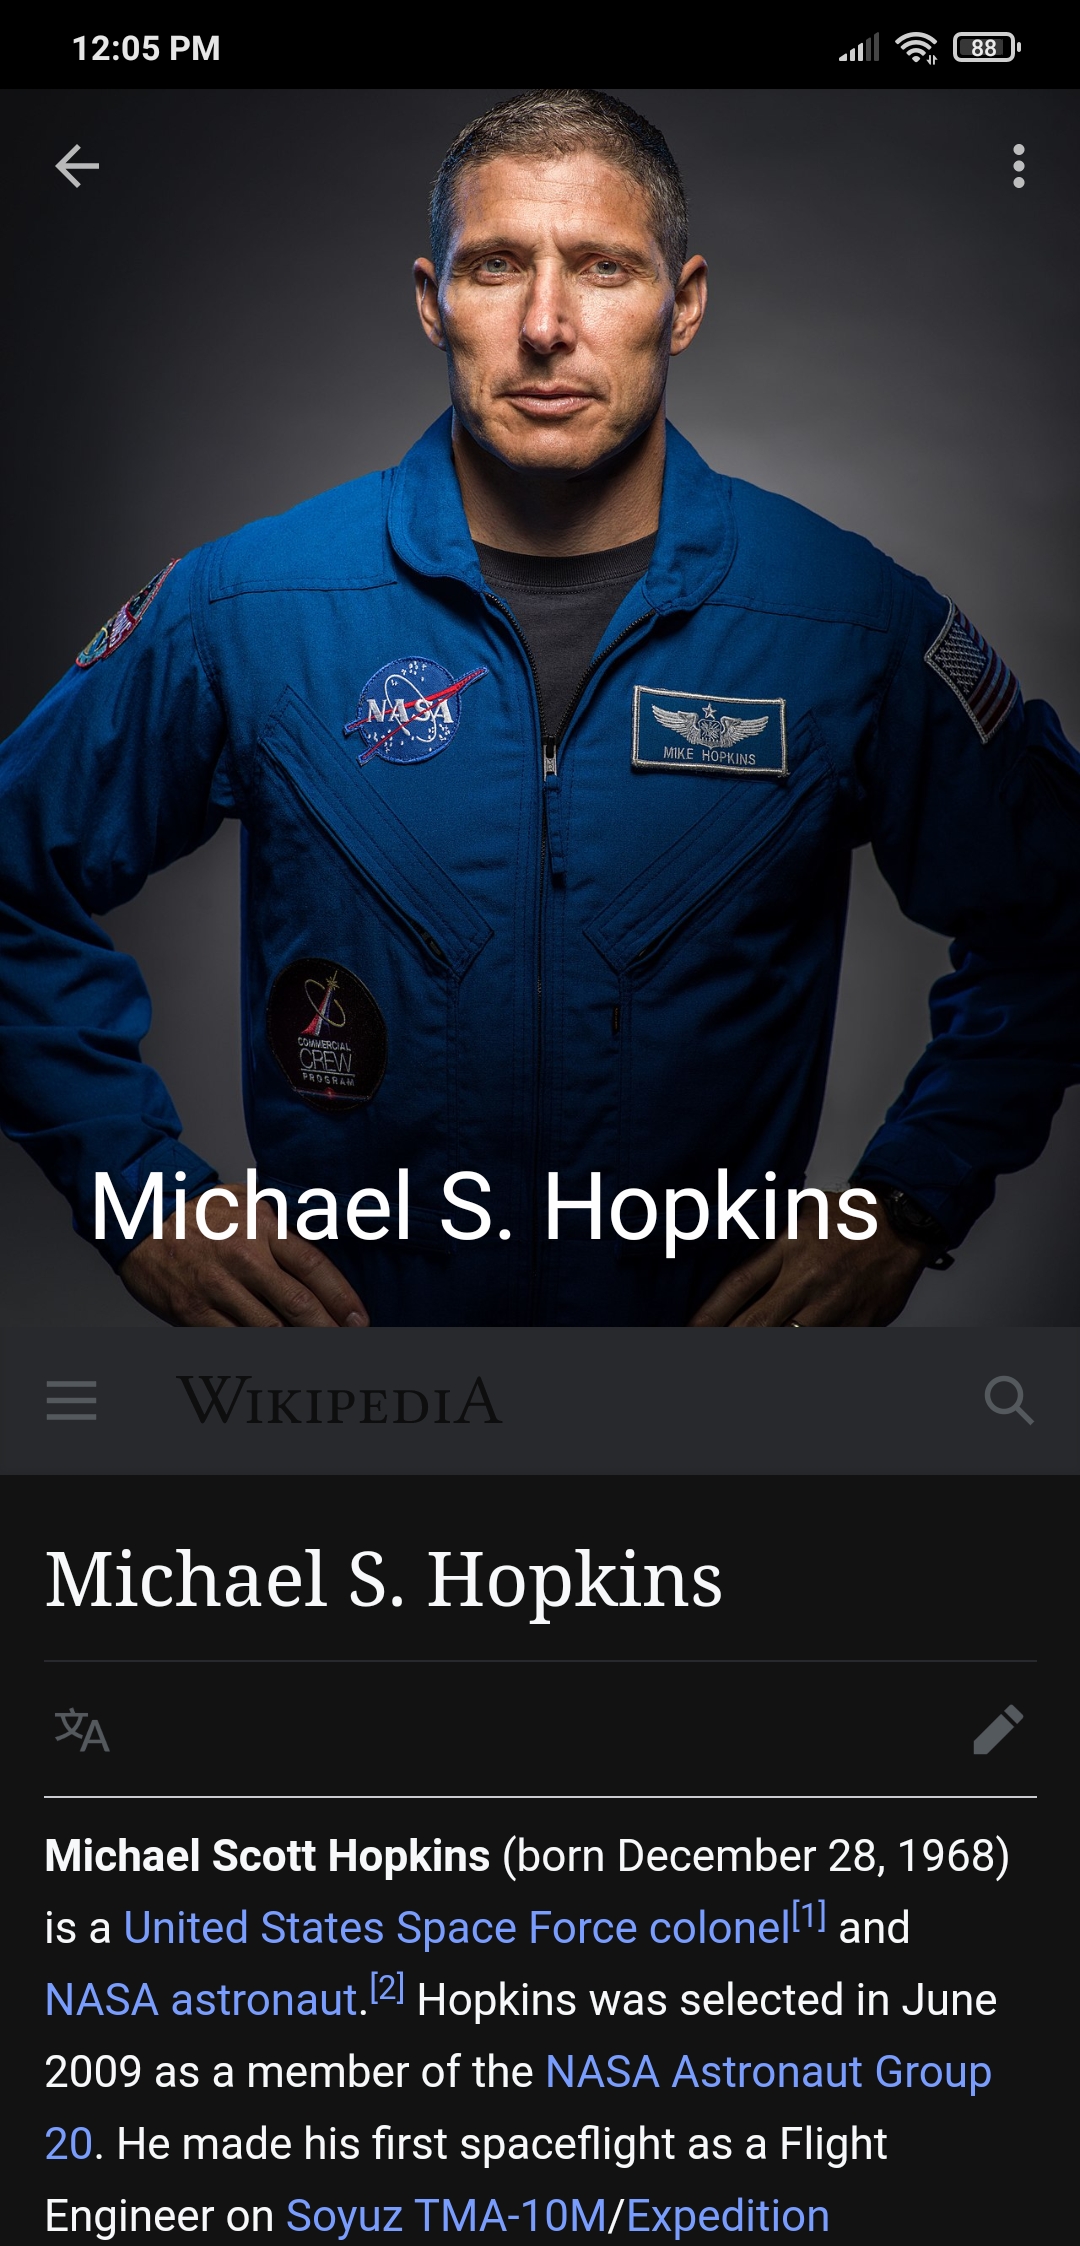 12:05 PM
88
NASA
MIKE HOPKINS
COMMERCIAL
CREW
PROGRAM
Michael S. Hopkins
WIKIPEDIA
Michael S. Hopkins
文A
Michael Scott Hopkins (born December 28, 1968)
is a United States Space Force colonel[1] and
NASA astronaut.[2] Hopkins was selected in June
2009 as a member of the NASA Astronaut Group
20. He made his first spaceflight as a Flight
Engineer on Soyuz TMA-10M/Expedition